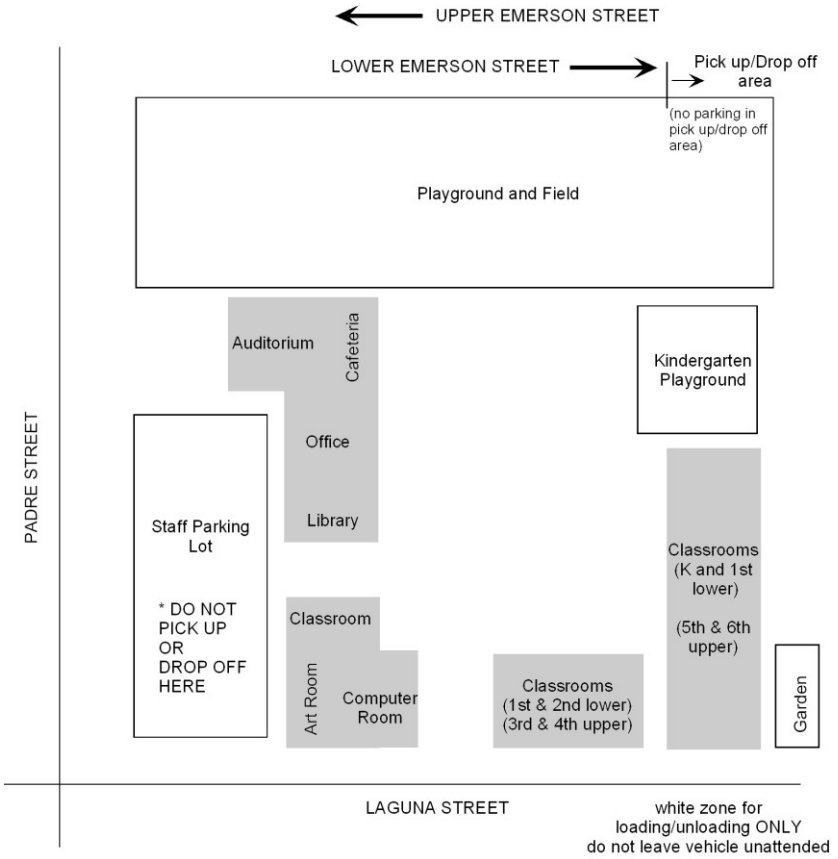 UPPER EMERSON STREET
LOWER EMERSON STREET
Pick up/Drop off
area
(no parking in
pick up/drop off
area)
Playground and Field
Auditorium
Cafeteria
Kindergarten
Playground
Office
Library
PADRE STREET
Staff Parking
Lot
* DO NOT
PICK UP
OR
DROP OFF
HERE
Classrooms
(K and 1st
lower)
(5th & 6th
upper)
Classroom
Art Room
Computer
Room
Classrooms
(1st & 2nd lower)
(3rd & 4th upper)
Garden
LAGUNA STREET
white zone for
loading/unloading ONLY
do not leave vehicle unattended